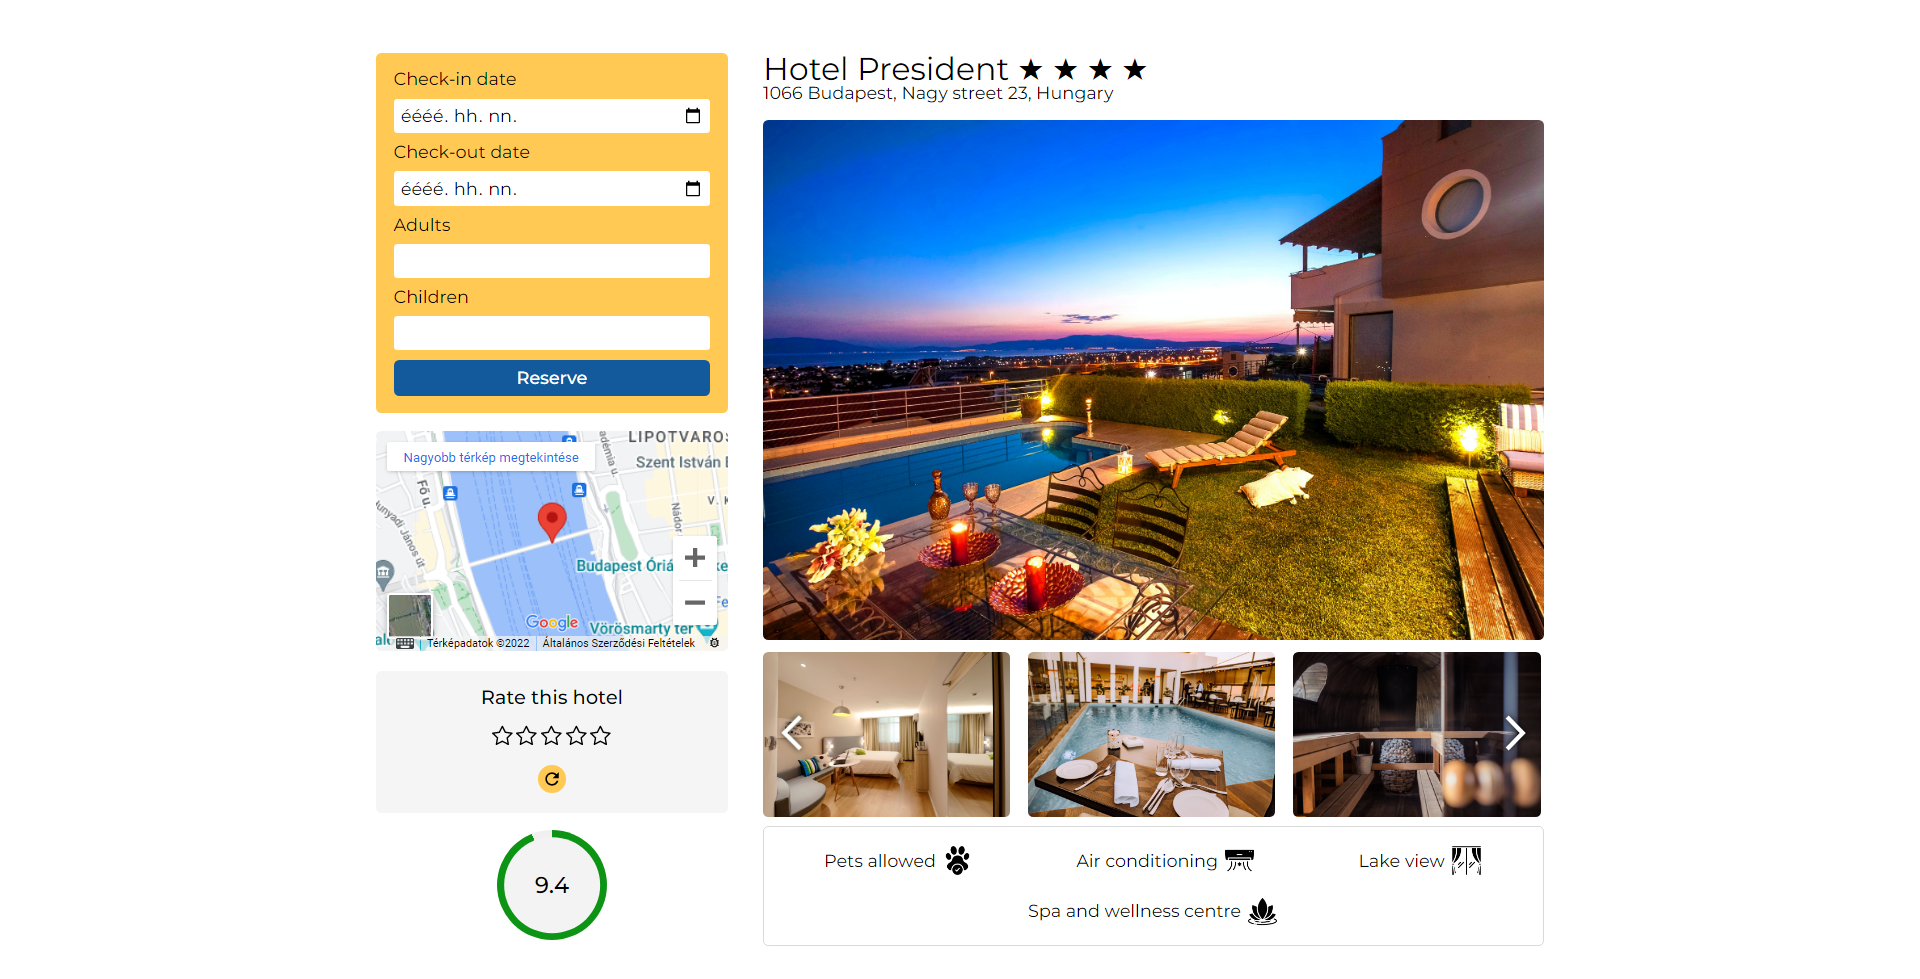 Check-in date
éééé. hh. nn.
Check-out date
éééé. hh. nn.
Adults
Children
Reserve
LIPÓTVÁROS
Nagyobb térkép megtekintése
Szent István
Fő u.
Nádor
Budapest Óriá
Google
Vörösmarty tér
Térképadatok ©2022
Általános Szerződési Feltételek
Rate this hotel
9.4
Hotel President
1066 Budapest, Nagy street 23, Hungary
Pets allowed
Air conditioning
Lake view
Spa and wellness centre